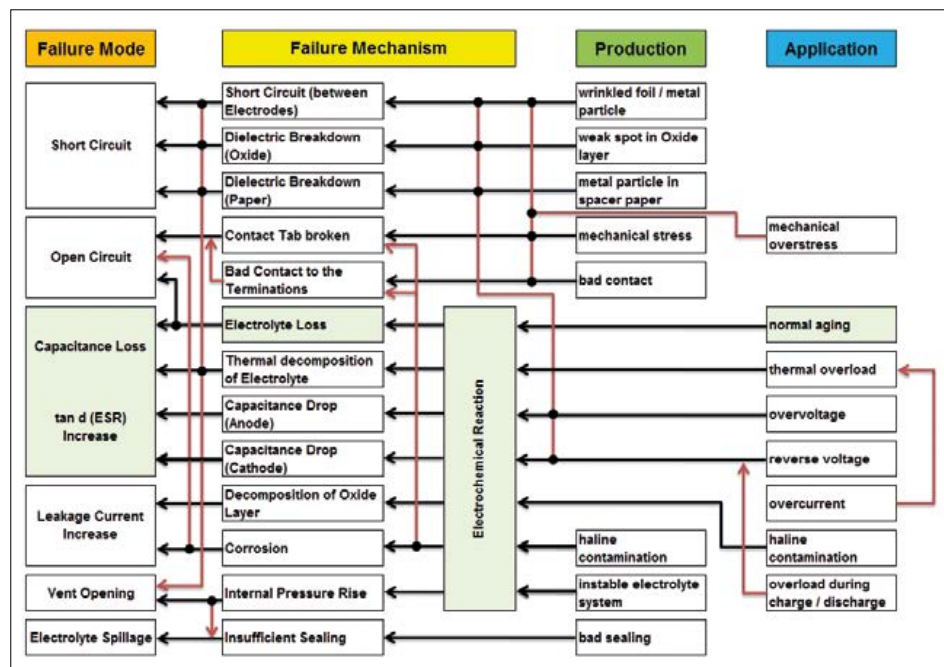 Failure Mode
Failure Mechanism
Production
Application
Short Circuit
Short Circuit (between
Electrodes)
wrinkled foil / metal
particle
Dielectric Breakdown
(Oxide)
weak spot in Oxide
layer
Dielectric Breakdown
(Paper)
metal particle in
spacer paper
Open Circuit
Contact Tab broken
mechanical stress
mechanical
overstress
Bad Contact to the
Terminations
bad contact
Capacitance Loss
tan d (ESR)
Increase
Electrolyte Loss
Electrochemical Reaction
normal aging
Thermal decomposition
of Electrolyte
thermal overload
Capacitance Drop
(Anode)
overvoltage
Capacitance Drop
(Cathode)
reverse voltage
Leakage Current
Increase
Decomposition of Oxide
Layer
overcurrent
Corrosion
haline
contamination
haline
contamination
Vent Opening
Internal Pressure Rise
instable electrolyte
system
overload during
charge / discharge
Electrolyte Spillage
Insufficient Sealing
bad sealing